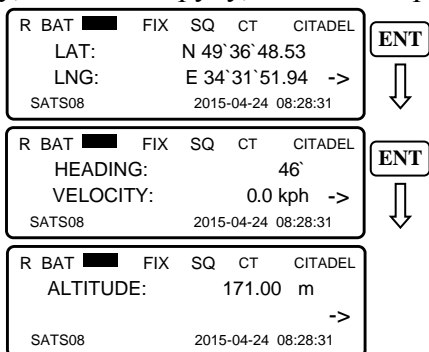 R BAT FIX SQ CT CITADEL
LAT: N 49`36`48.53
LNG: E 34`31`51.94 ->
SATS08 2015-04-24 08:28:31
ENT
R BAT FIX SQ CT CITADEL
HEADING: 46`
VELOCITY: 0.0 kph ->
SATS08 2015-04-24 08:28:31
ENT
R BAT FIX SQ CT CITADEL
ALTITUDE: 171.00 m
->
SATS08 2015-04-24 08:28:31